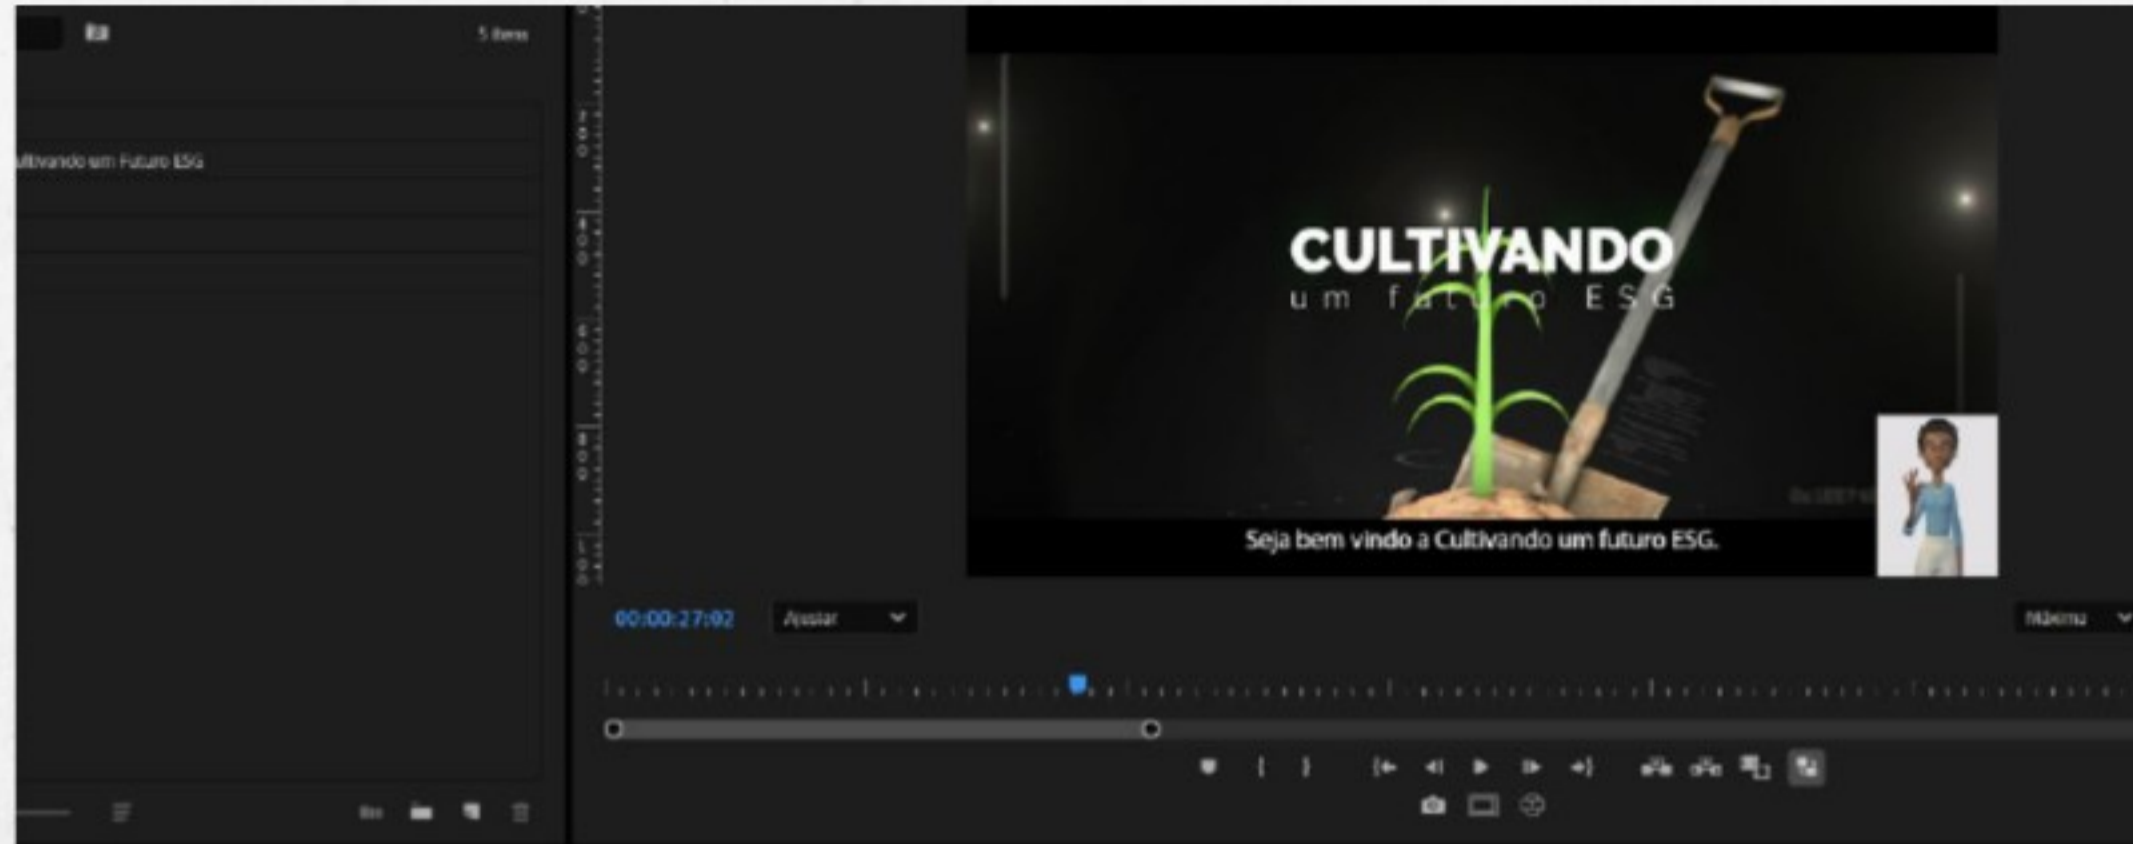 5 itens
ultivando um Futuro ESG
CULTIVANDO
um futuro ESG
Seja bem vindo a Cultivando um futuro ESG.
00:00:27:02
Ajustar
Máxima